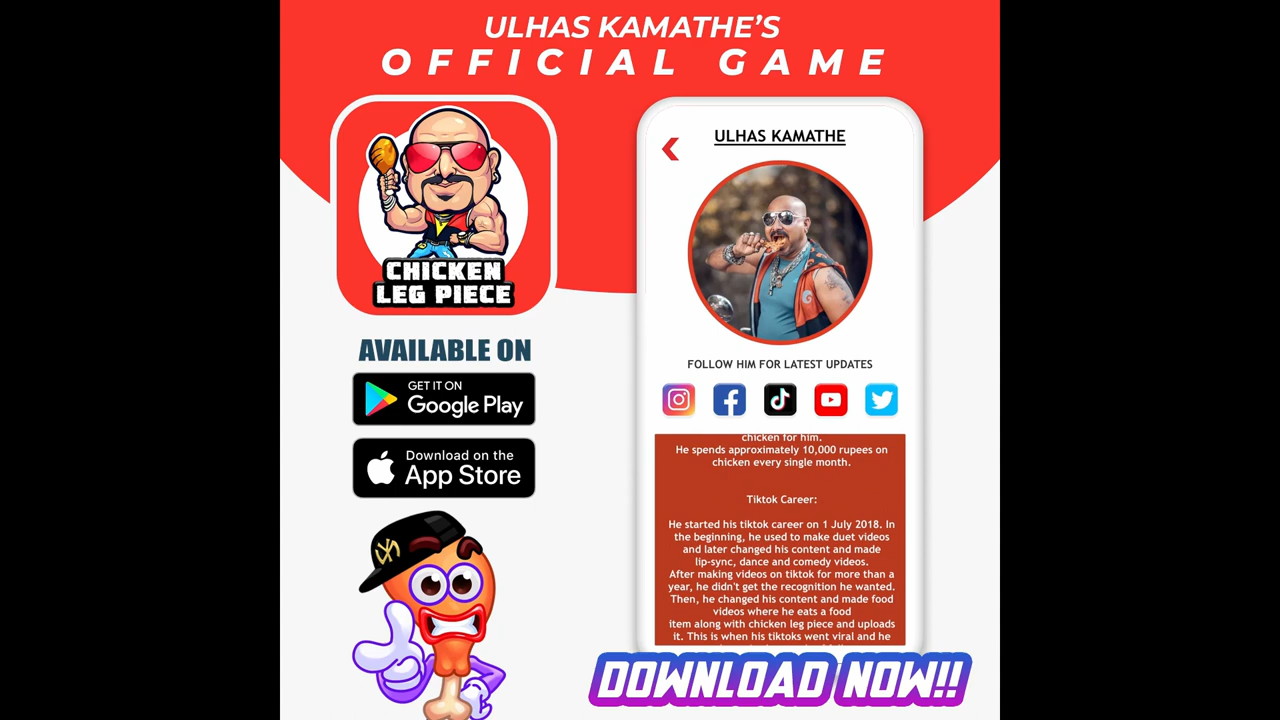 ULHAS KAMATHE'S
OFFICIAL GAME
CHICKEN
LEG PIECE
AVAILABLE ON
GET IT ON
Google Play
Download on the
App Store
ULHAS KAMATHE
FOLLOW HIM FOR LATEST UPDATES
chicken for him.
He spends approximately 10,000 rupees on
chicken every single month.
Tiktok Career:
He started his tiktok career on 1 July 2018. In
the beginning, he used to make duet videos
and later changed his content and made
lip-sync, dance and comedy videos.
After making videos on tiktok for more than a
year, he didn't get the recognition he wanted.
Then, he changed his content and made food
videos where he eats a food
item along with chicken leg piece and uploads
it. This is when his tiktoks went viral and he
DOWNLOAD NOW!!